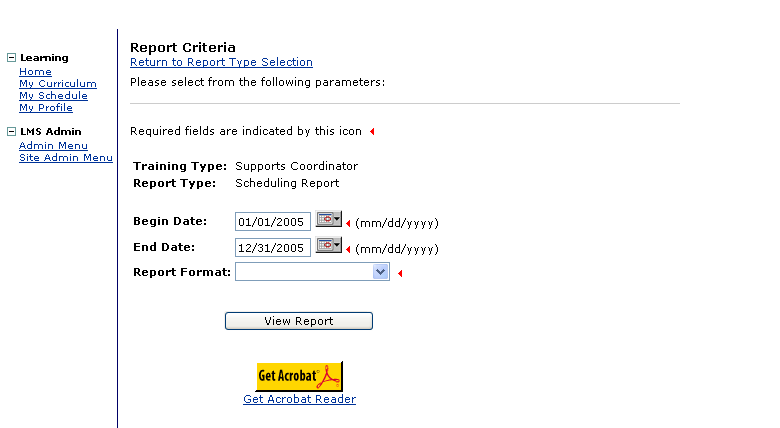 Learning
Home
My Curriculum
My Schedule
My Profile
LMS Admin
Admin Menu
Site Admin Menu
Report Criteria
Return to Report Type Selection
Please select from the following parameters:
Required fields are indicated by this icon
Training Type: Supports Coordinator
Report Type: Scheduling Report
Begin Date: 01/01/2005 (mm/dd/yyyy)
End Date: 12/31/2005 (mm/dd/yyyy)
Report Format:
View Report
Get Acrobat
Get Acrobat Reader